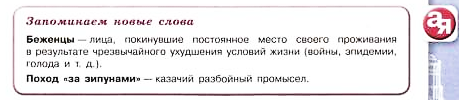 Запоминаем новые слова
Беженцы — лица, покинувшие постоянное место своего проживания
в результате чрезвычайного ухудшения условий жизни (войны, эпидемии,
голода и т. д.).
Поход «за зипунами» — казачий разбойный промысел.
ая